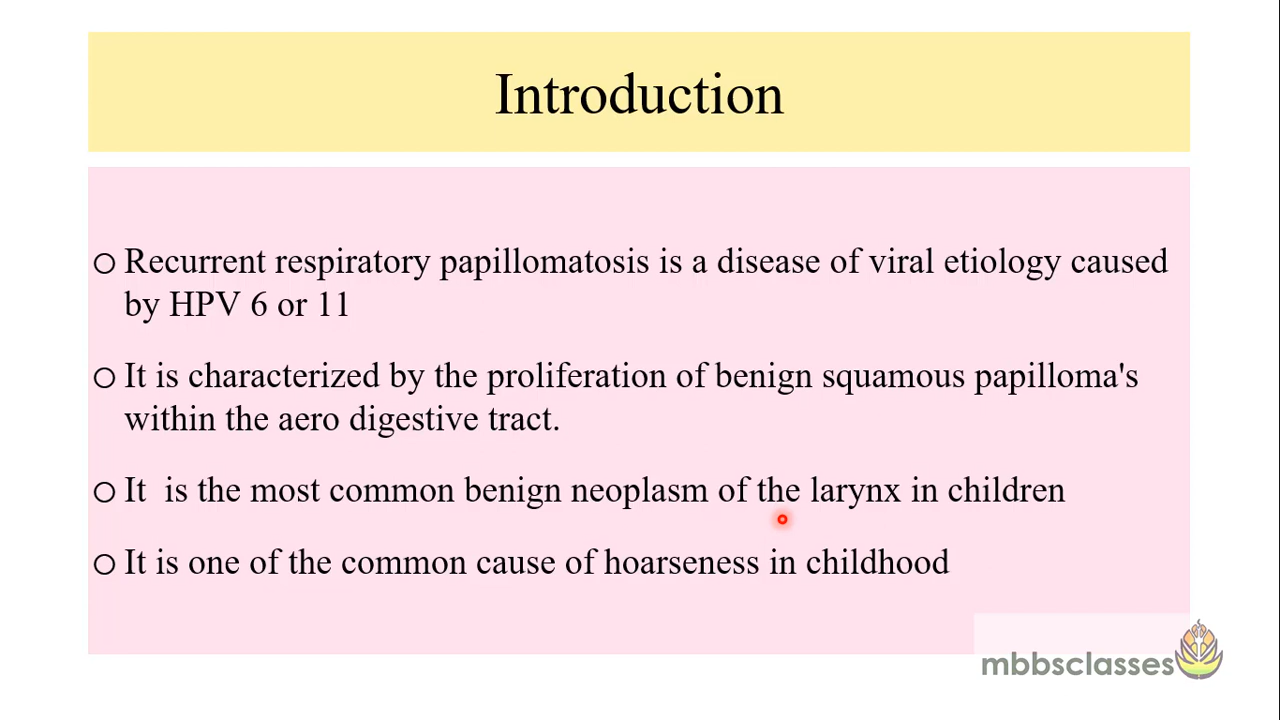 Introduction
Recurrent respiratory papillomatosis is a disease of viral etiology caused
by HPV 6 or 11
It is characterized by the proliferation of benign squamous papilloma's
within the aero digestive tract.
It  is the most common benign neoplasm of the larynx in children
It is one of the common cause of hoarseness in childhood
mbbsclasses